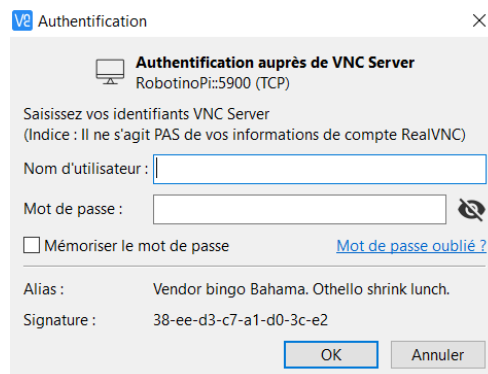 Authentification
Authentification auprès de VNC Server
RobotinoPi::5900 (TCP)
Saisissez vos identifiants VNC Server
(Indice : Il ne s'agit PAS de vos informations de compte RealVNC)
Nom d'utilisateur :
Mot de passe :
Mémoriser le mot de passe Mot de passe oublié ?
Alias : Vendor bingo Bahama. Othello shrink lunch.
Signature : 38-ee-d3-c7-a1-d0-3c-e2
OK Annuler